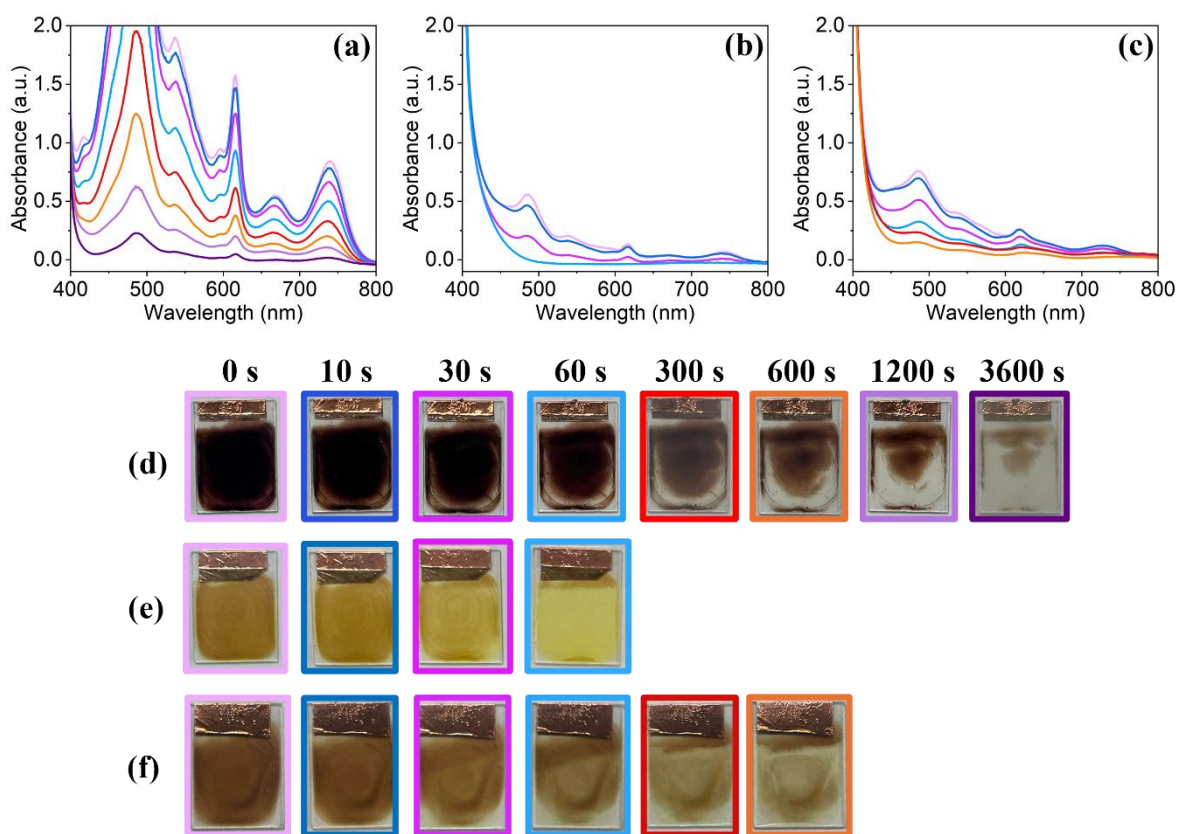 (a)
2.0
1.5
1.0
0.5
0.0
Absorbance (a.u.)
400 500 600 700 800
Wavelength (nm)
(b)
2.0
1.5
1.0
0.5
0.0
Absorbance (a.u.)
400 500 600 700 800
Wavelength (nm)
(c)
2.0
1.5
1.0
0.5
0.0
Absorbance (a.u.)
400 500 600 700 800
Wavelength (nm)
0 s 10 s 30 s 60 s 300 s 600 s 1200 s 3600 s
(d)
(e)
(f)